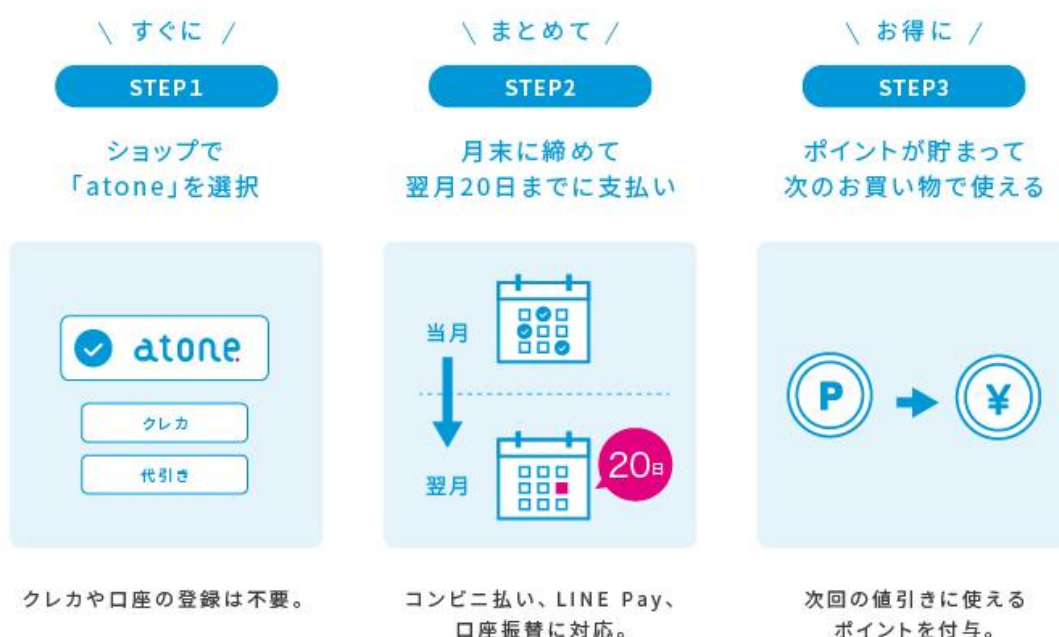 \ すぐに /
STEP1
ショップで
「atone」を選択
atone
クレカ
代引き
クレカや口座の登録は不要。
\ まとめて /
STEP2
月末に締めて
翌月20日までに支払い
当月
翌月
20日
コンビニ払い、LINE Pay、
口座振替に対応。
\ お得に /
STEP3
ポイントが貯まって
次のお買い物で使える
P
¥
次回の値引きに使える
ポイントを付与。